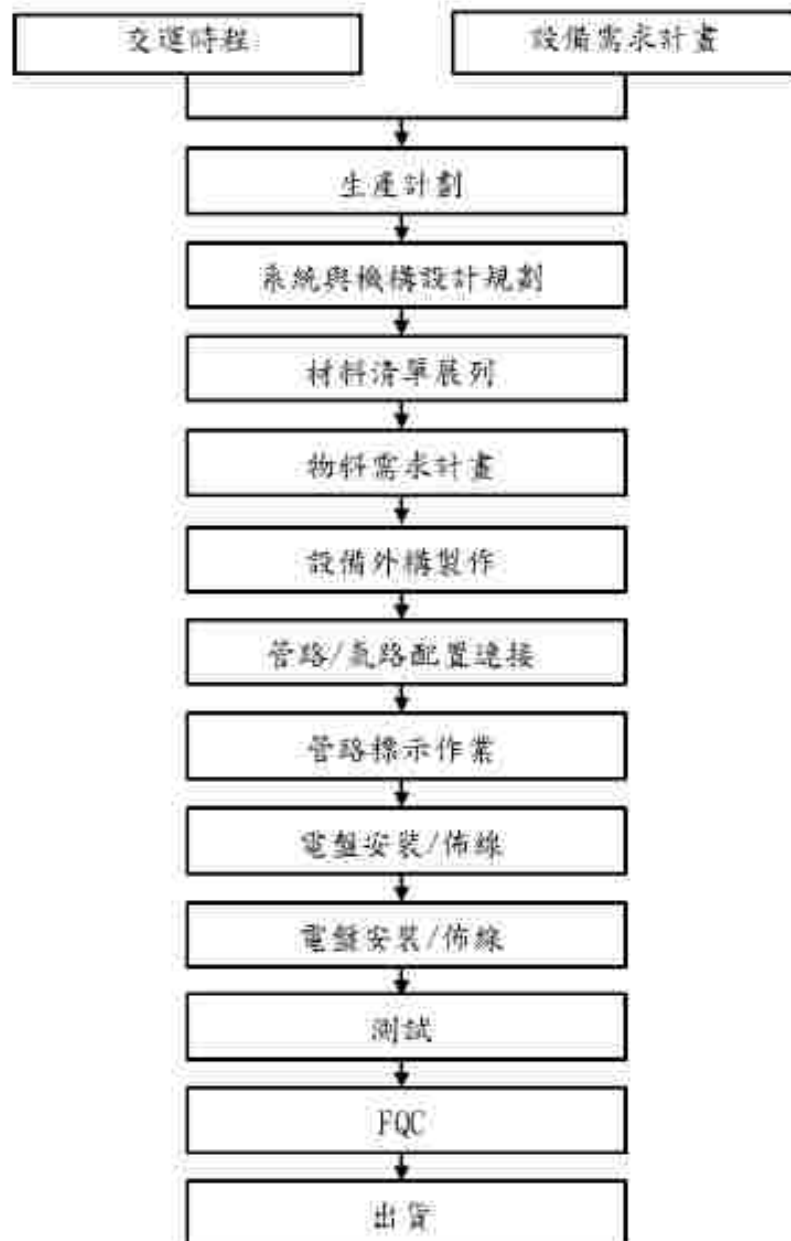 交運時程
設備需求計畫
生產計劃
系統與機構設計規劃
材料清單展列
物料需求計畫
設備外構製作
管路/氣路配置連接
管路標示作業
電盤安裝/佈線
電盤安裝/佈線
測試
FQC
出貨